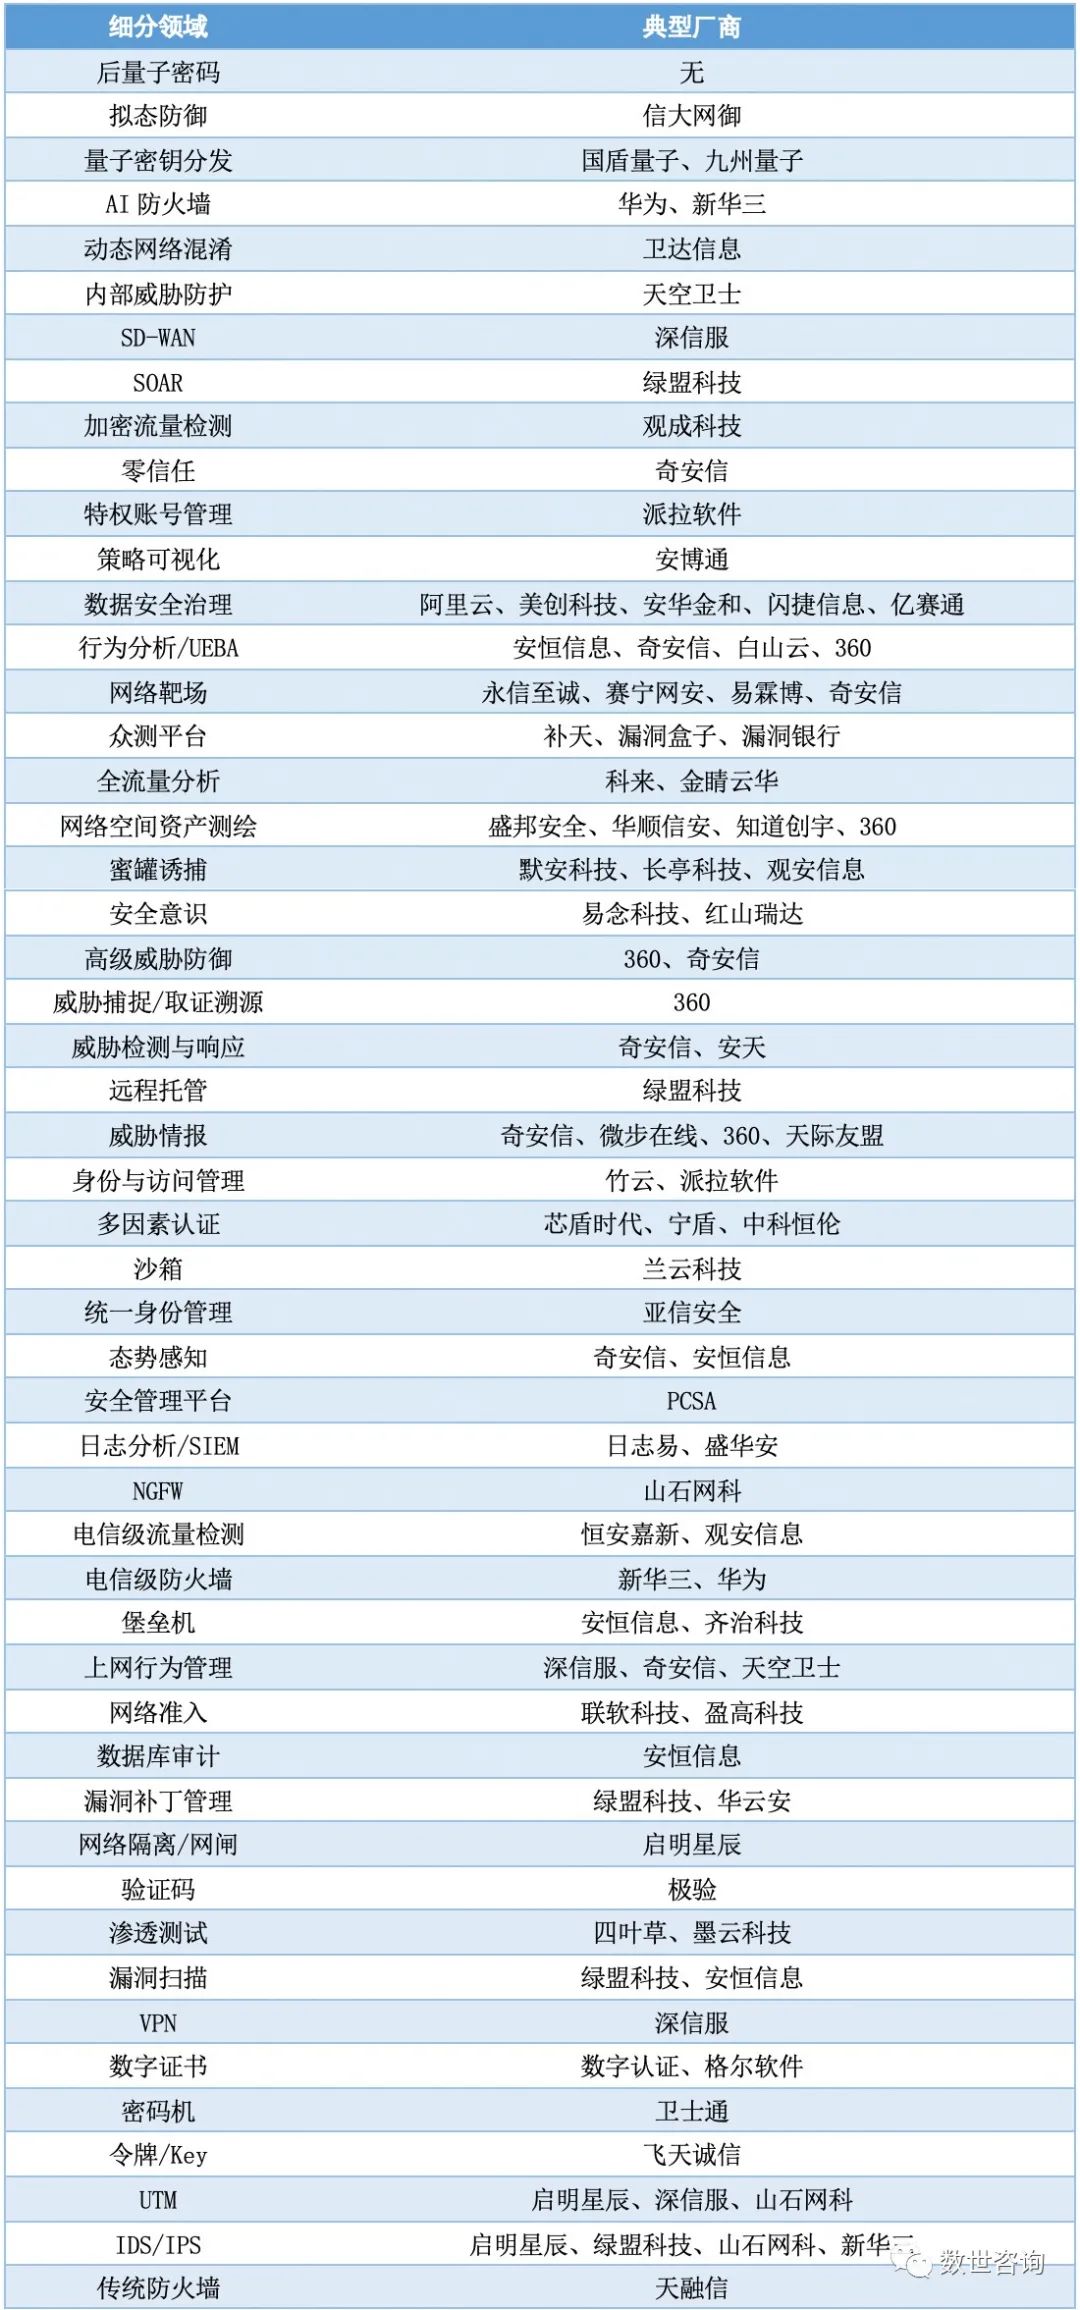 细分领域 典型厂商
后量子密码 无
拟态防御 信大网御
量子密钥分发 国盾量子、九州量子
AI 防火墙 华为、新华三
动态网络混淆 卫达信息
内部威胁防护 天空卫士
SD-WAN 深信服
SOAR 绿盟科技
加密流量检测 观成科技
零信任 奇安信
特权账号管理 派拉软件
策略可视化 安博通
数据安全治理 阿里云、美创科技、安华金和、闪捷信息、亿赛通
行为分析/UEBA 安恒信息、奇安信、白山云、360
网络靶场 永信至诚、赛宁网安、易霖博、奇安信
众测平台 补天、漏洞盒子、漏洞银行
全流量分析 科来、金睛云华
网络空间资产测绘 盛邦安全、华顺信安、知道创宇、360
蜜罐诱捕 默安科技、长亭科技、观安信息
安全意识 易念科技、红山瑞达
高级威胁防御 360、奇安信
威胁捕捉/取证溯源 360
威胁检测与响应 奇安信、安天
远程托管 绿盟科技
威胁情报 奇安信、微步在线、360、天际友盟
身份与访问管理 竹云、派拉软件
多因素认证 芯盾时代、宁盾、中科恒伦
沙箱 兰云科技
统一身份管理 亚信安全
态势感知 奇安信、安恒信息
安全管理平台 PCSA
日志分析/SIEM 日志易、盛华安
NGFW 山石网科
电信级流量检测 恒安嘉新、观安信息
电信级防火墙 新华三、华为
堡垒机 安恒信息、齐治科技
上网行为管理 深信服、奇安信、天空卫士
网络准入 联软科技、盈高科技
数据库审计 安恒信息
漏洞补丁管理 绿盟科技、华云安
网络隔离/网闸 启明星辰
验证码 极验
渗透测试 四叶草、墨云科技
漏洞扫描 绿盟科技、安恒信息
VPN 深信服
数字证书 数字认证、格尔软件
密码机 卫士通
令牌/Key 飞天诚信
UTM 启明星辰、深信服、山石网科
IDS/IPS 启明星辰、绿盟科技、山石网科、新华三
数世咨询
传统防火墙 天融信